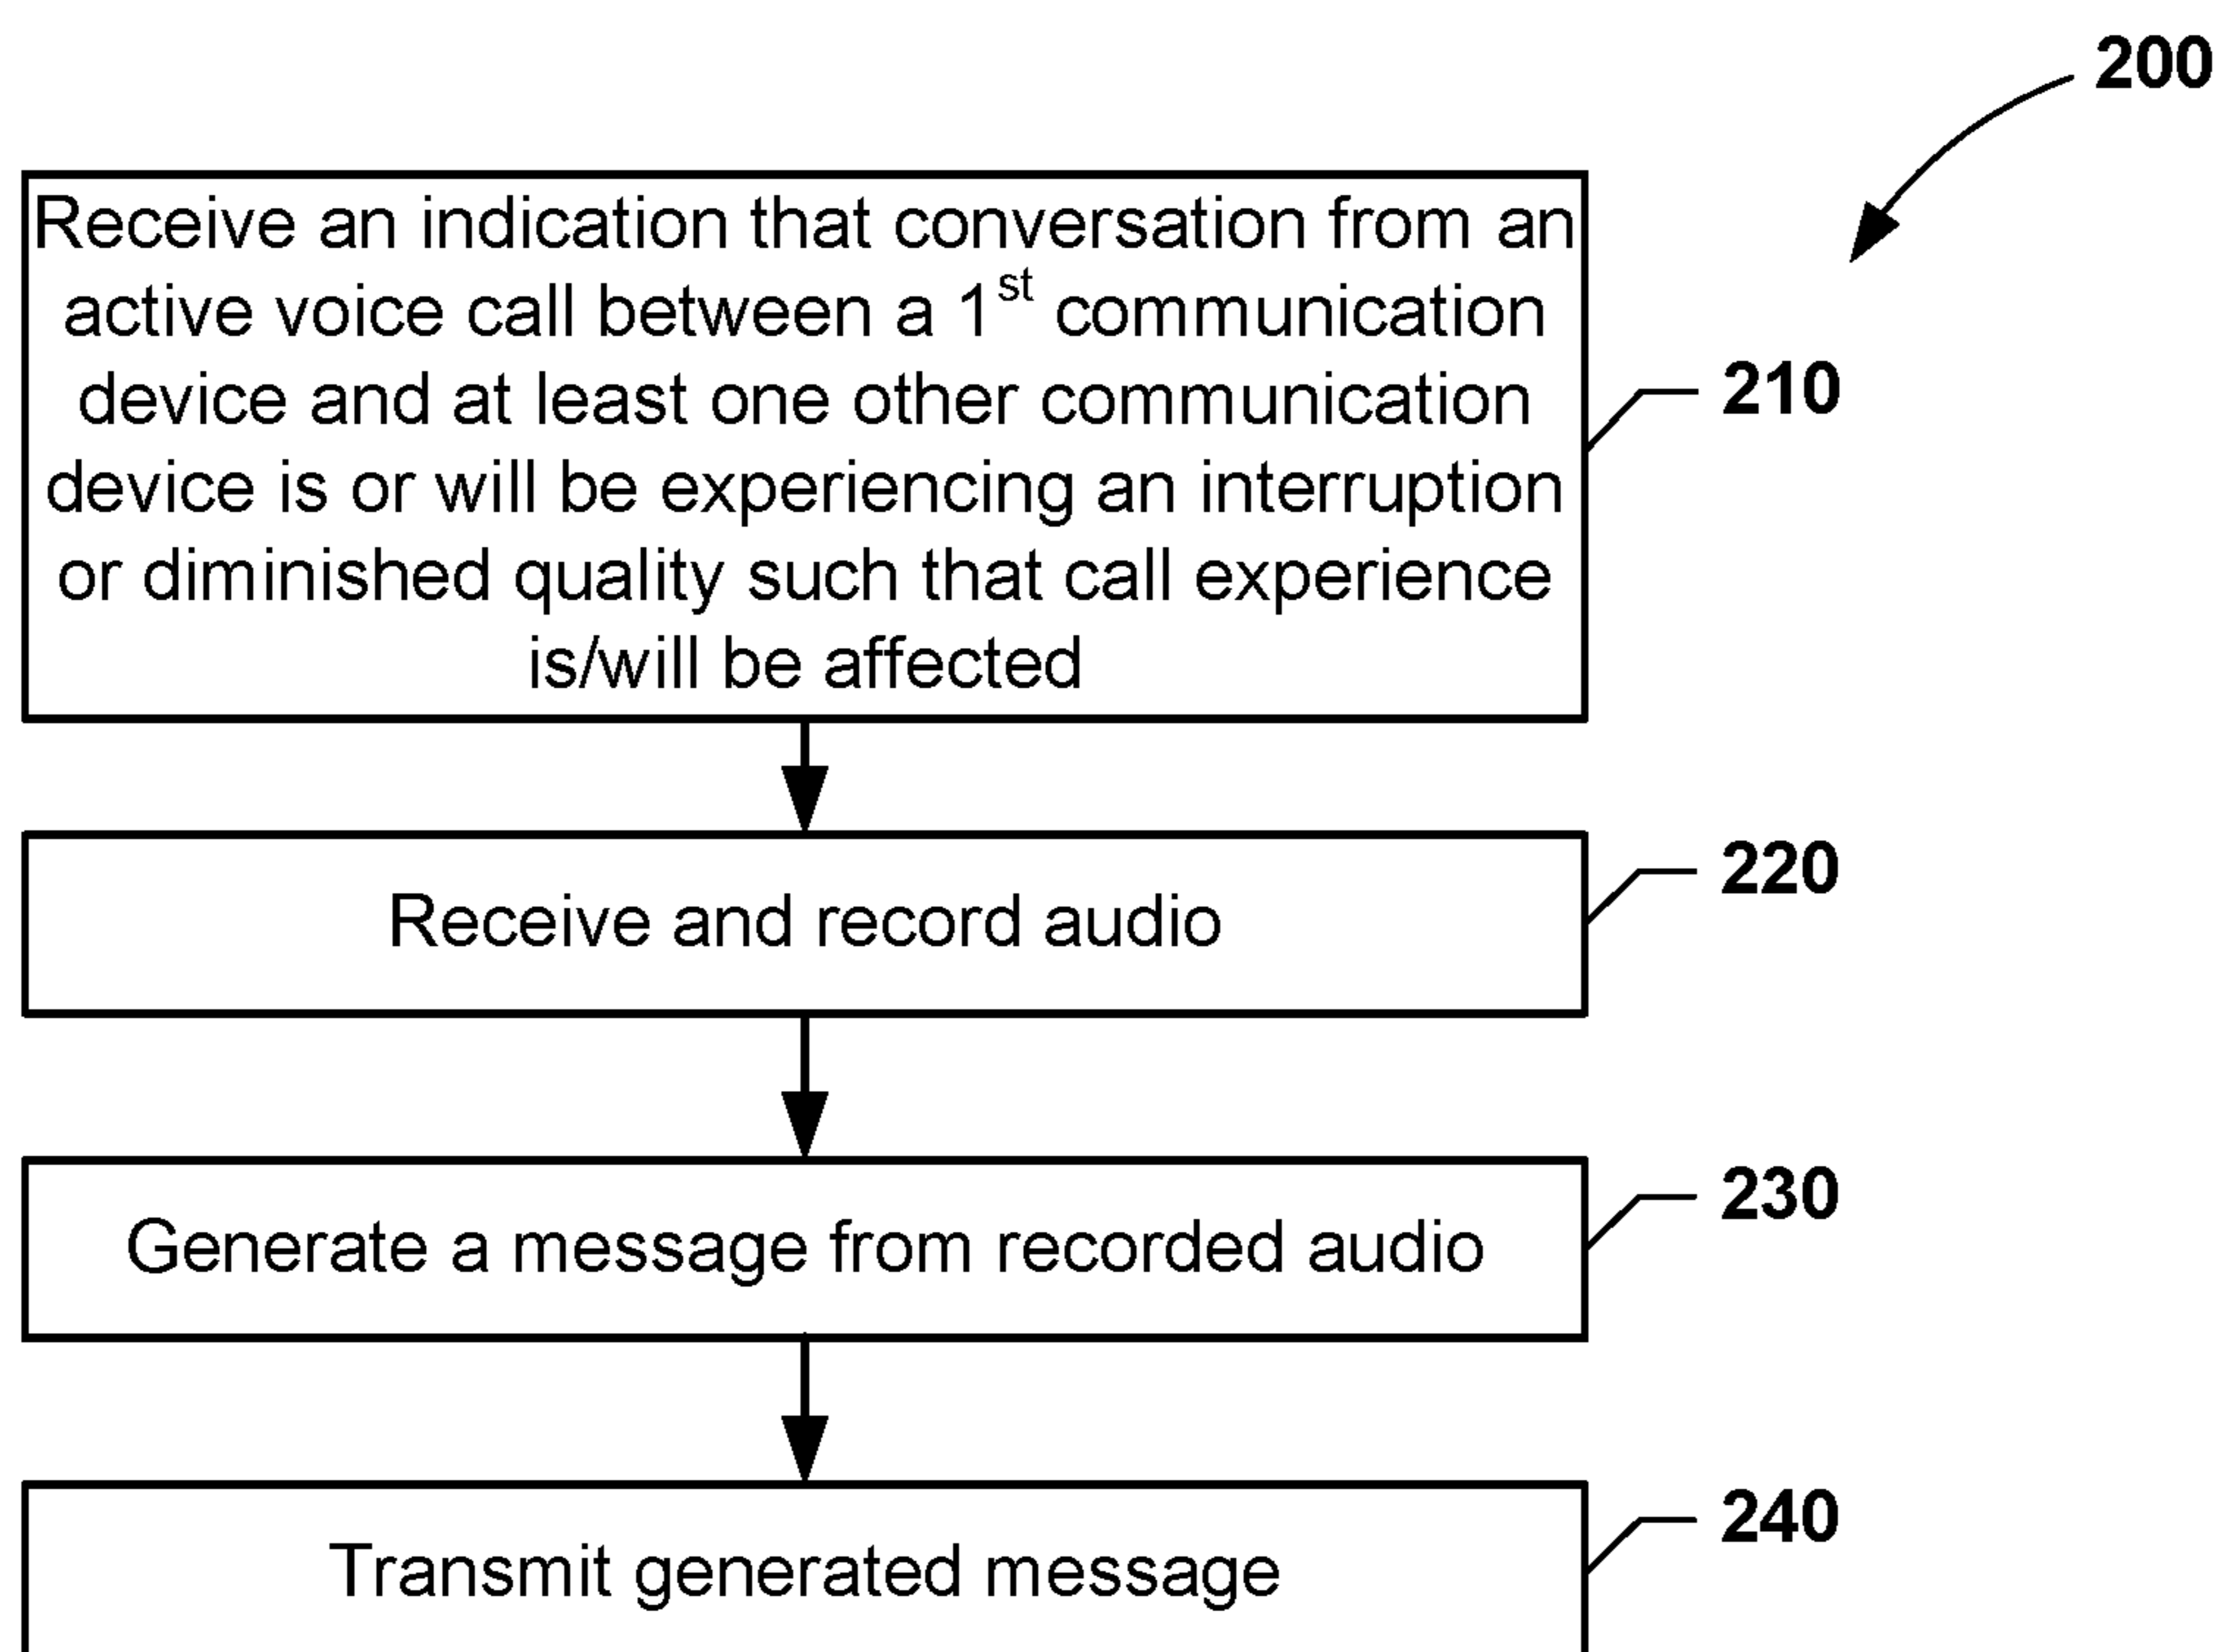 200
Receive an indication that conversation from an
active voice call between a 1st communication
device and at least one other communication
device is or will be experiencing an interruption
or diminished quality such that call experience
is/will be affected
210
Receive and record audio
220
Generate a message from recorded audio
230
Transmit generated message
240